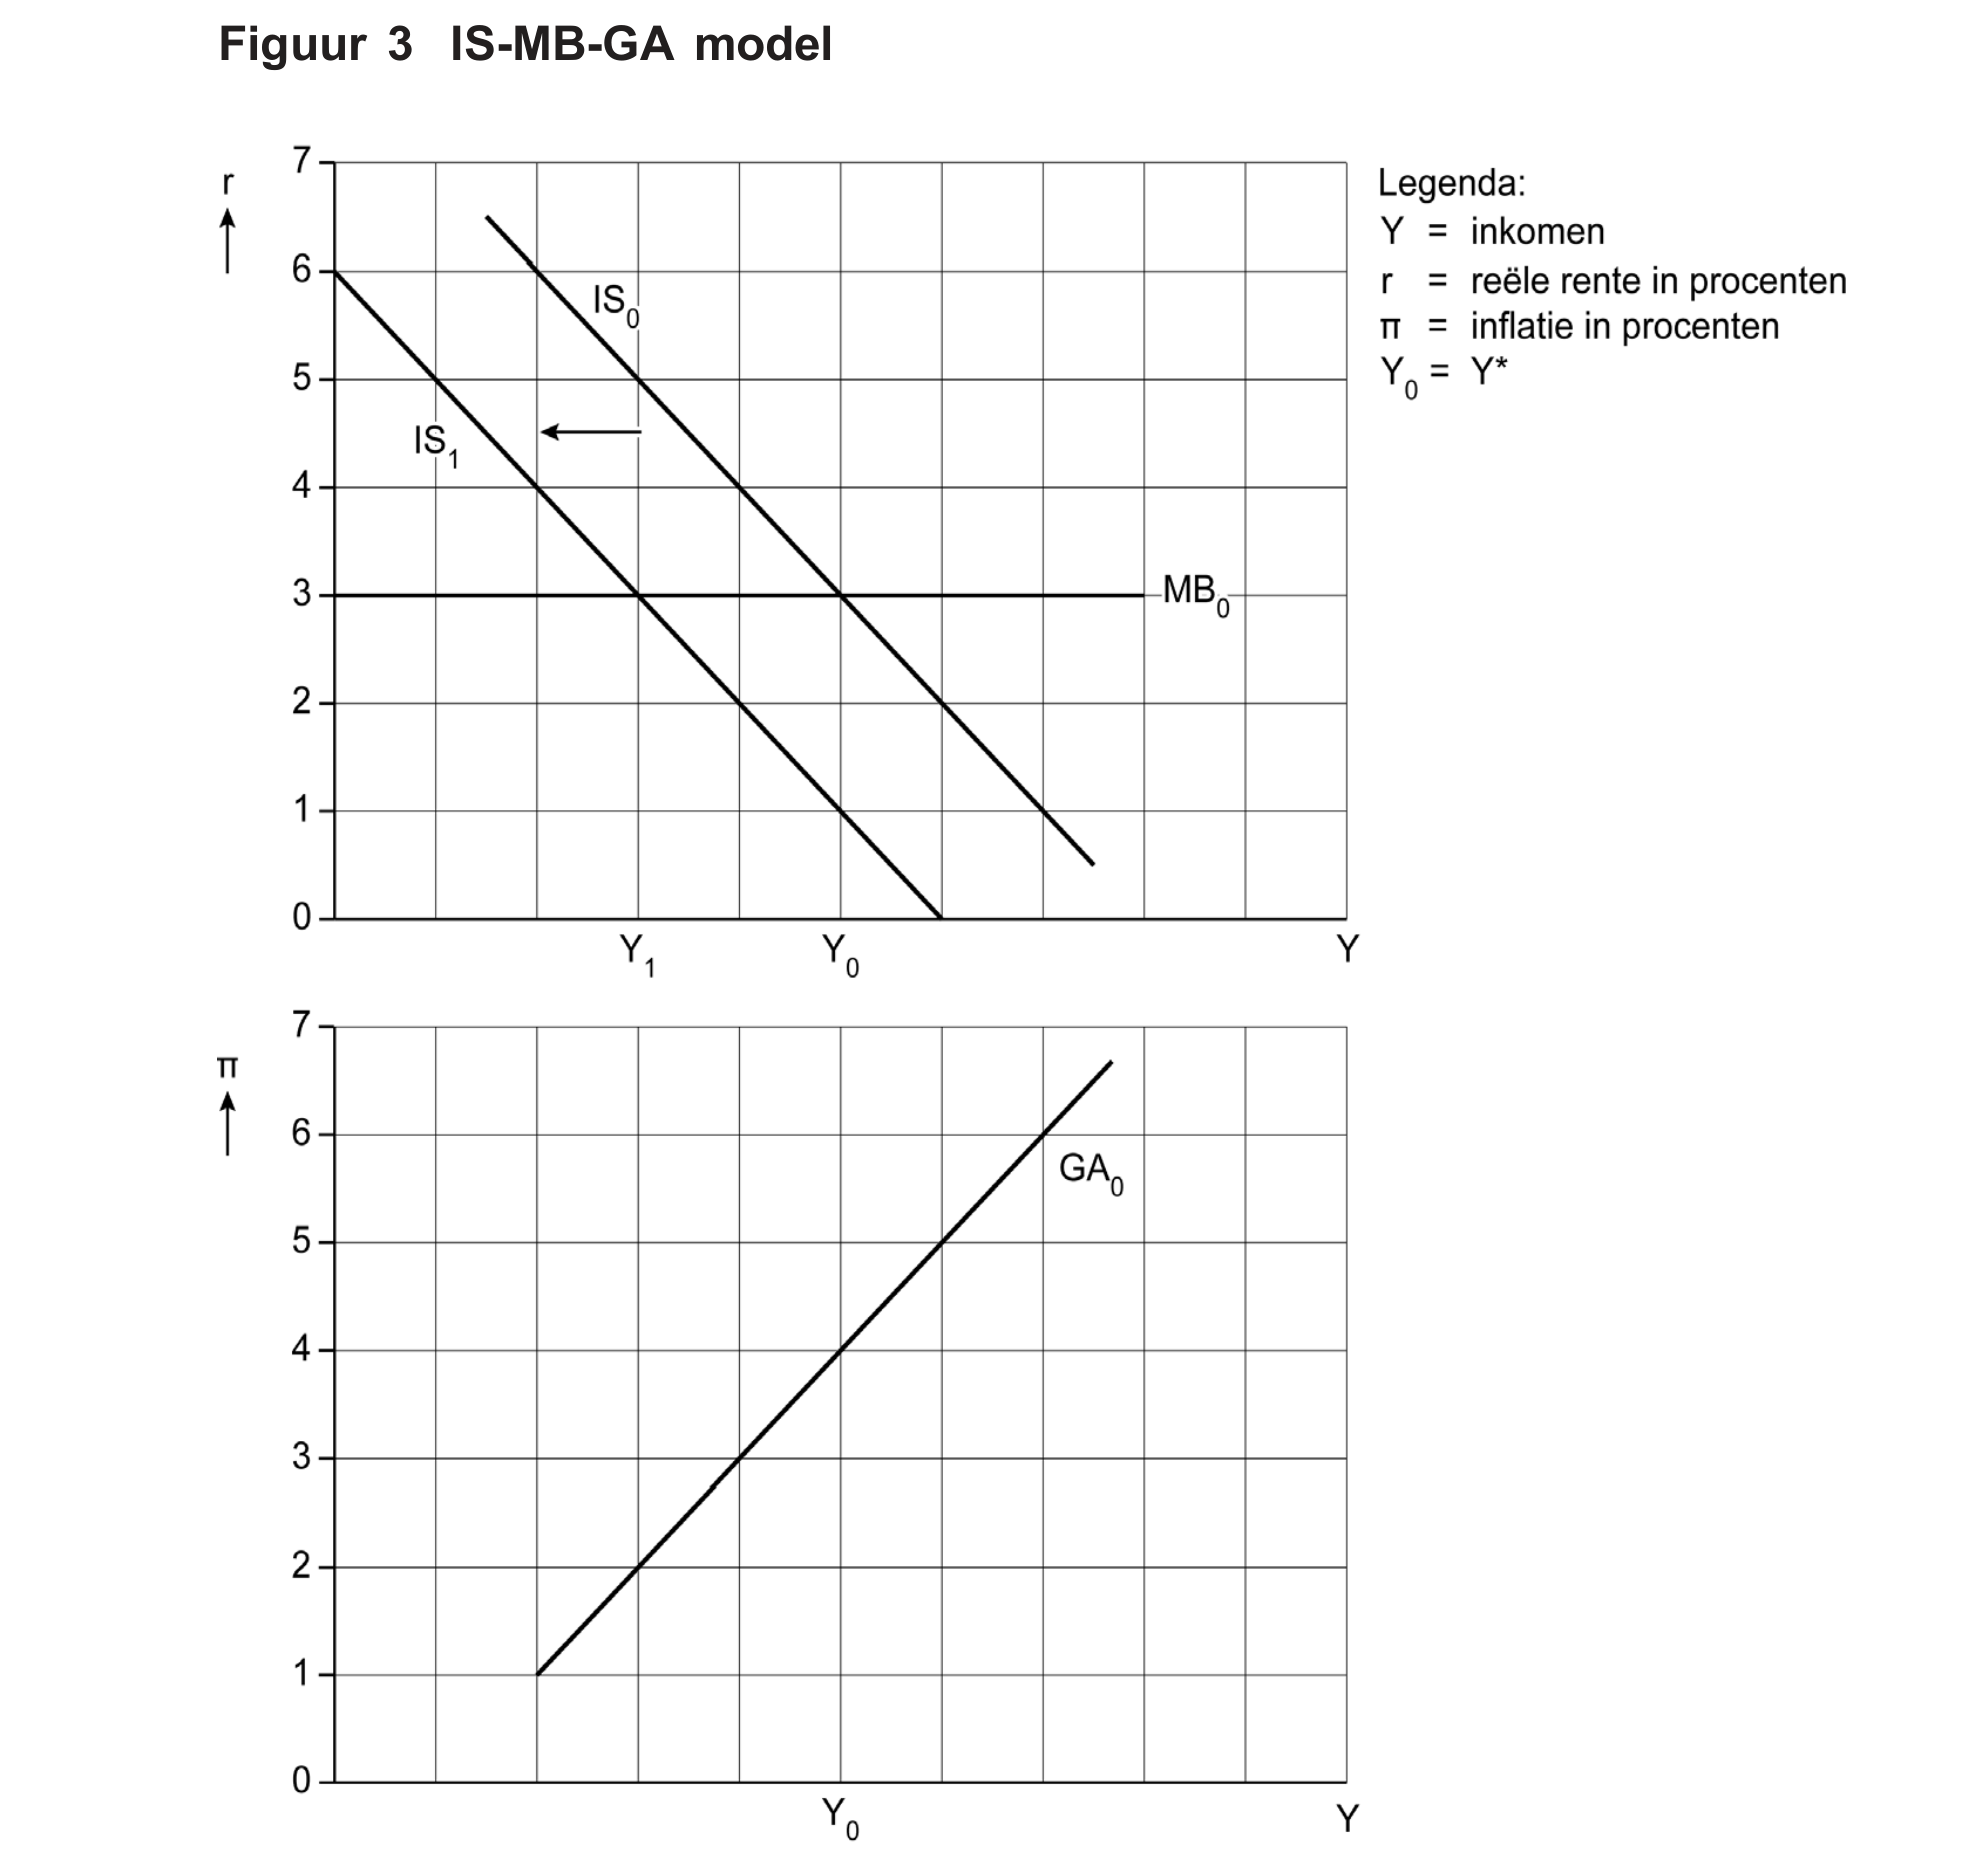 Figuur 3 IS-MB-GA model
7
r
6
5
4
3
2
1
0
IS0
IS1
MB0
Y1
Y0
Y
Legenda:
Y = inkomen
r = reële rente in procenten
π = inflatie in procenten
Y0 = Y*
7
π
6
5
4
3
2
1
0
GA0
Y0
Y